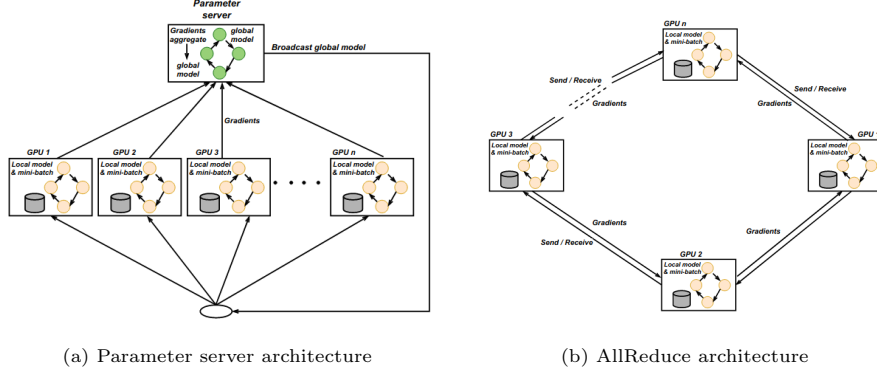 Parameter
server
Gradients
aggregate
global
model
global
model
Broadcast global model
Gradients
GPU 1
Local model
& mini-batch
GPU 2
Local model
& mini-batch
GPU 3
Local model
& mini-batch
GPU n
Local model
& mini-batch
(a) Parameter server architecture
GPU n
Local model
& mini-batch
Send / Receive
Gradients
Send / Receive
Gradients
GPU 3
Local model
& mini-batch
GPU
Local model
& mini-batch
Gradients
Send / Receive
Gradients
GPU 2
Local model
& mini-batch
(b) AllReduce architecture